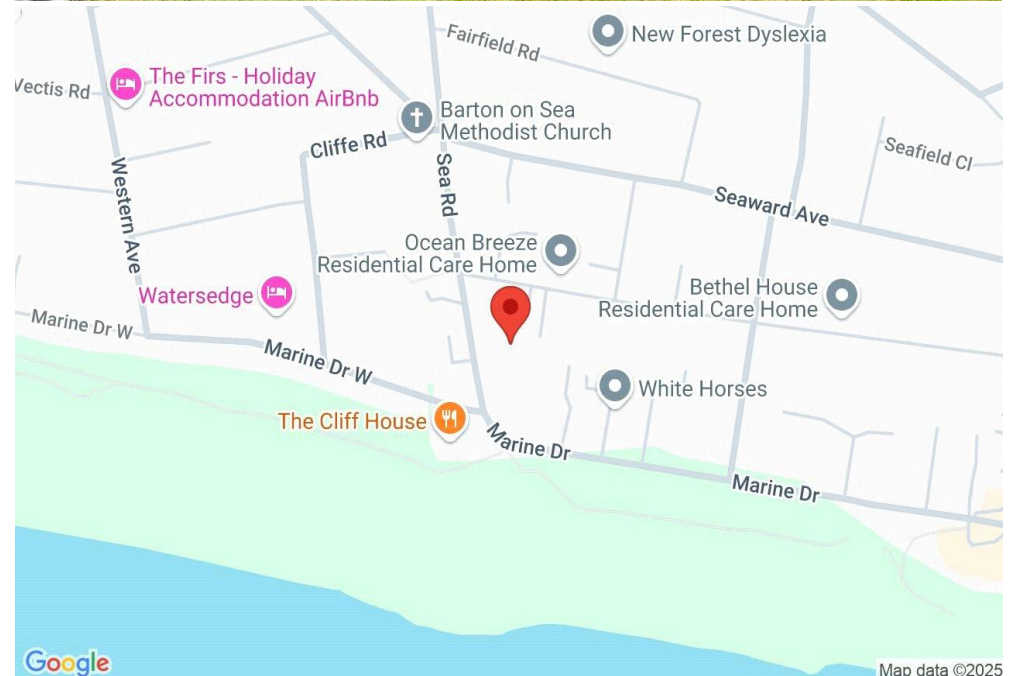 Fairfield Rd
New Forest Dyslexia
The Firs - Holiday
Accommodation AirBnb
Vectis Rd
Barton on Sea
Methodist Church
Cliffe Rd
Seafield Cl
Western Ave
Sea Rd
Seaward Ave
Ocean Breeze
Residential Care Home
Bethel House
Residential Care Home
Watersedge
Marine Dr W
Marine Dr W
White Horses
The Cliff House
Marine Dr
Marine Dr
Google
Map data ©2025